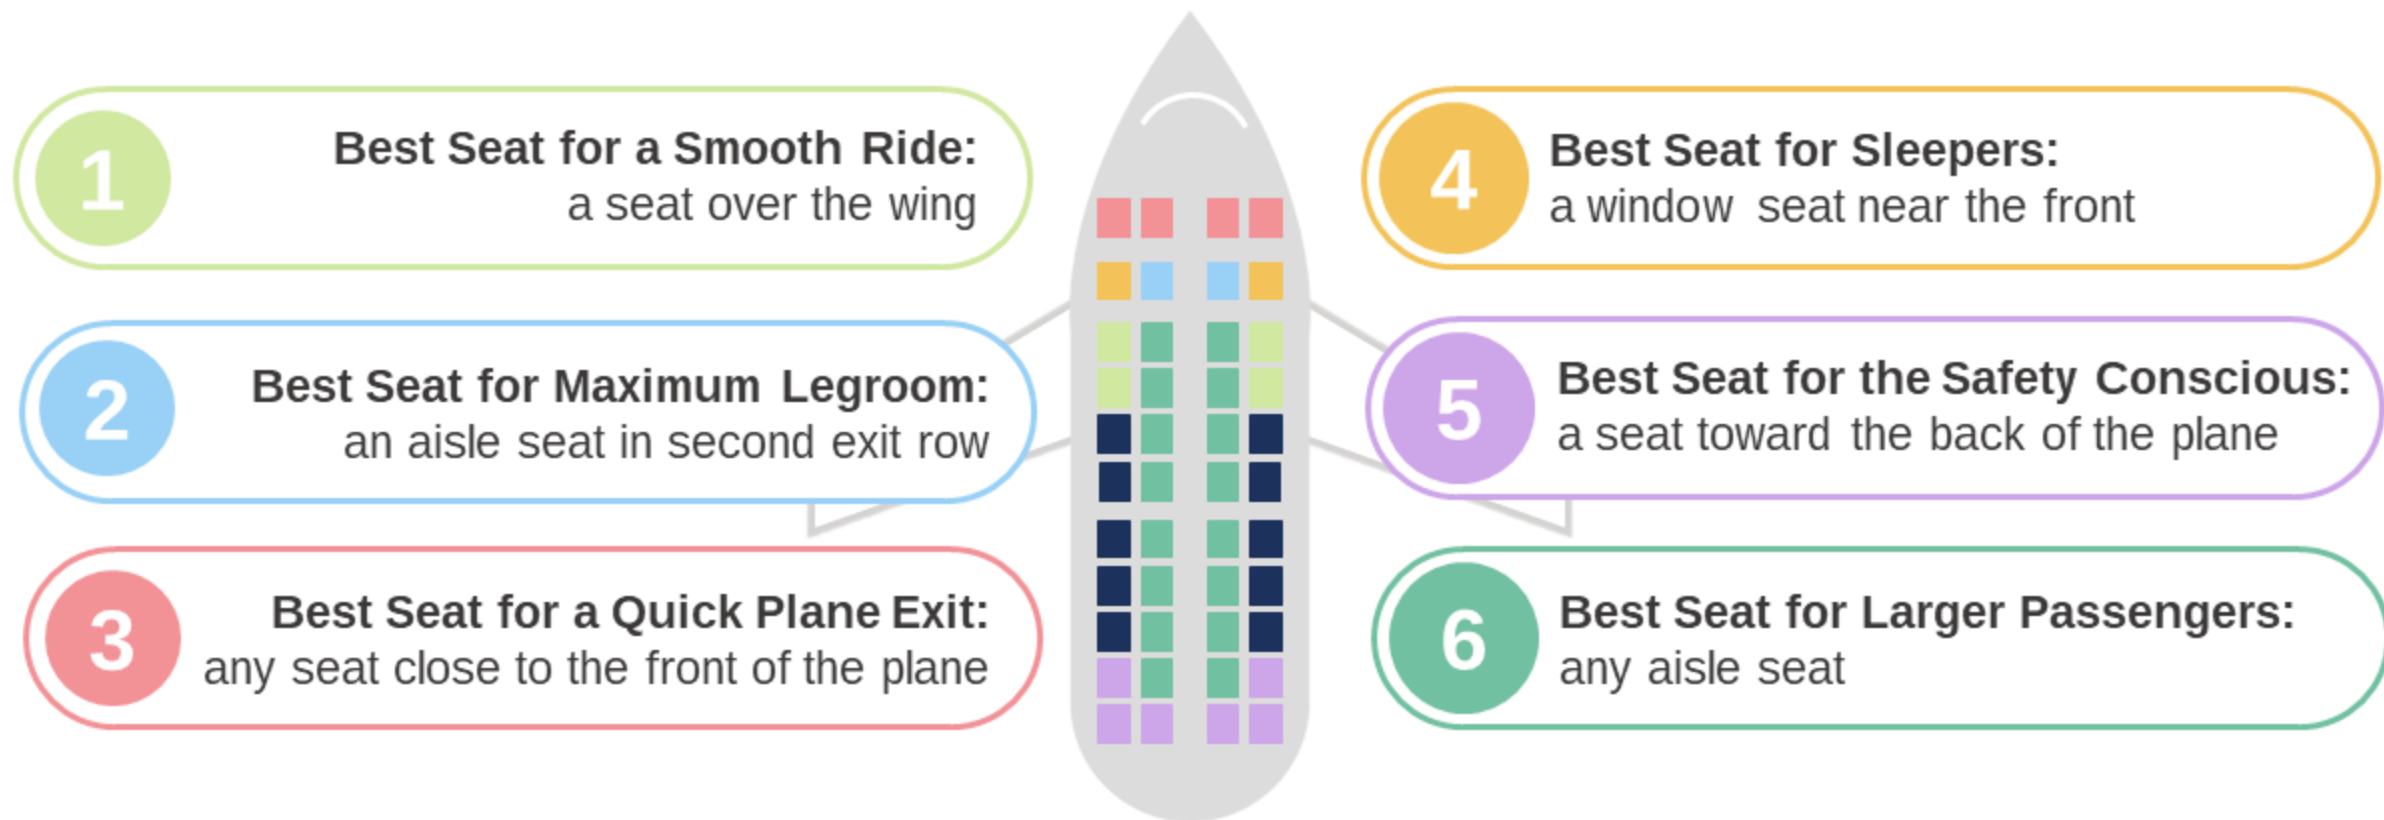 1
Best Seat for a Smooth Ride:
a seat over the wing
2
Best Seat for Maximum Legroom:
an aisle seat in second exit row
3
Best Seat for a Quick Plane Exit:
any seat close to the front of the plane
4
Best Seat for Sleepers:
a window seat near the front
5
Best Seat for the Safety Conscious:
a seat toward the back of the plane
6
Best Seat for Larger Passengers:
any aisle seat